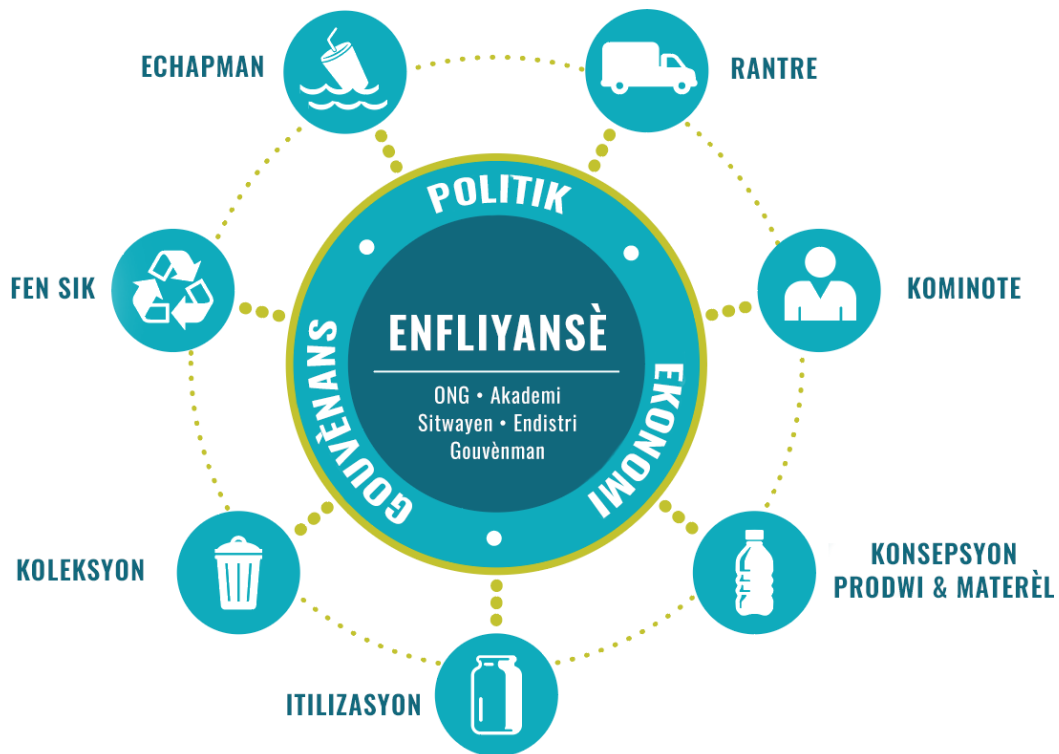 ECHAPMAN
RANTRE
POLITIK
FEN SIK
KOMINOTE
ENFLIYANSÈ
ONG • Akademi
Sitwayen • Endistri
Gouvènman
GOUVÈNANS
EKONOMI
KOLEKSYON
KONSEPSYON
PRODWI & MATERÈL
ITILIZASYON